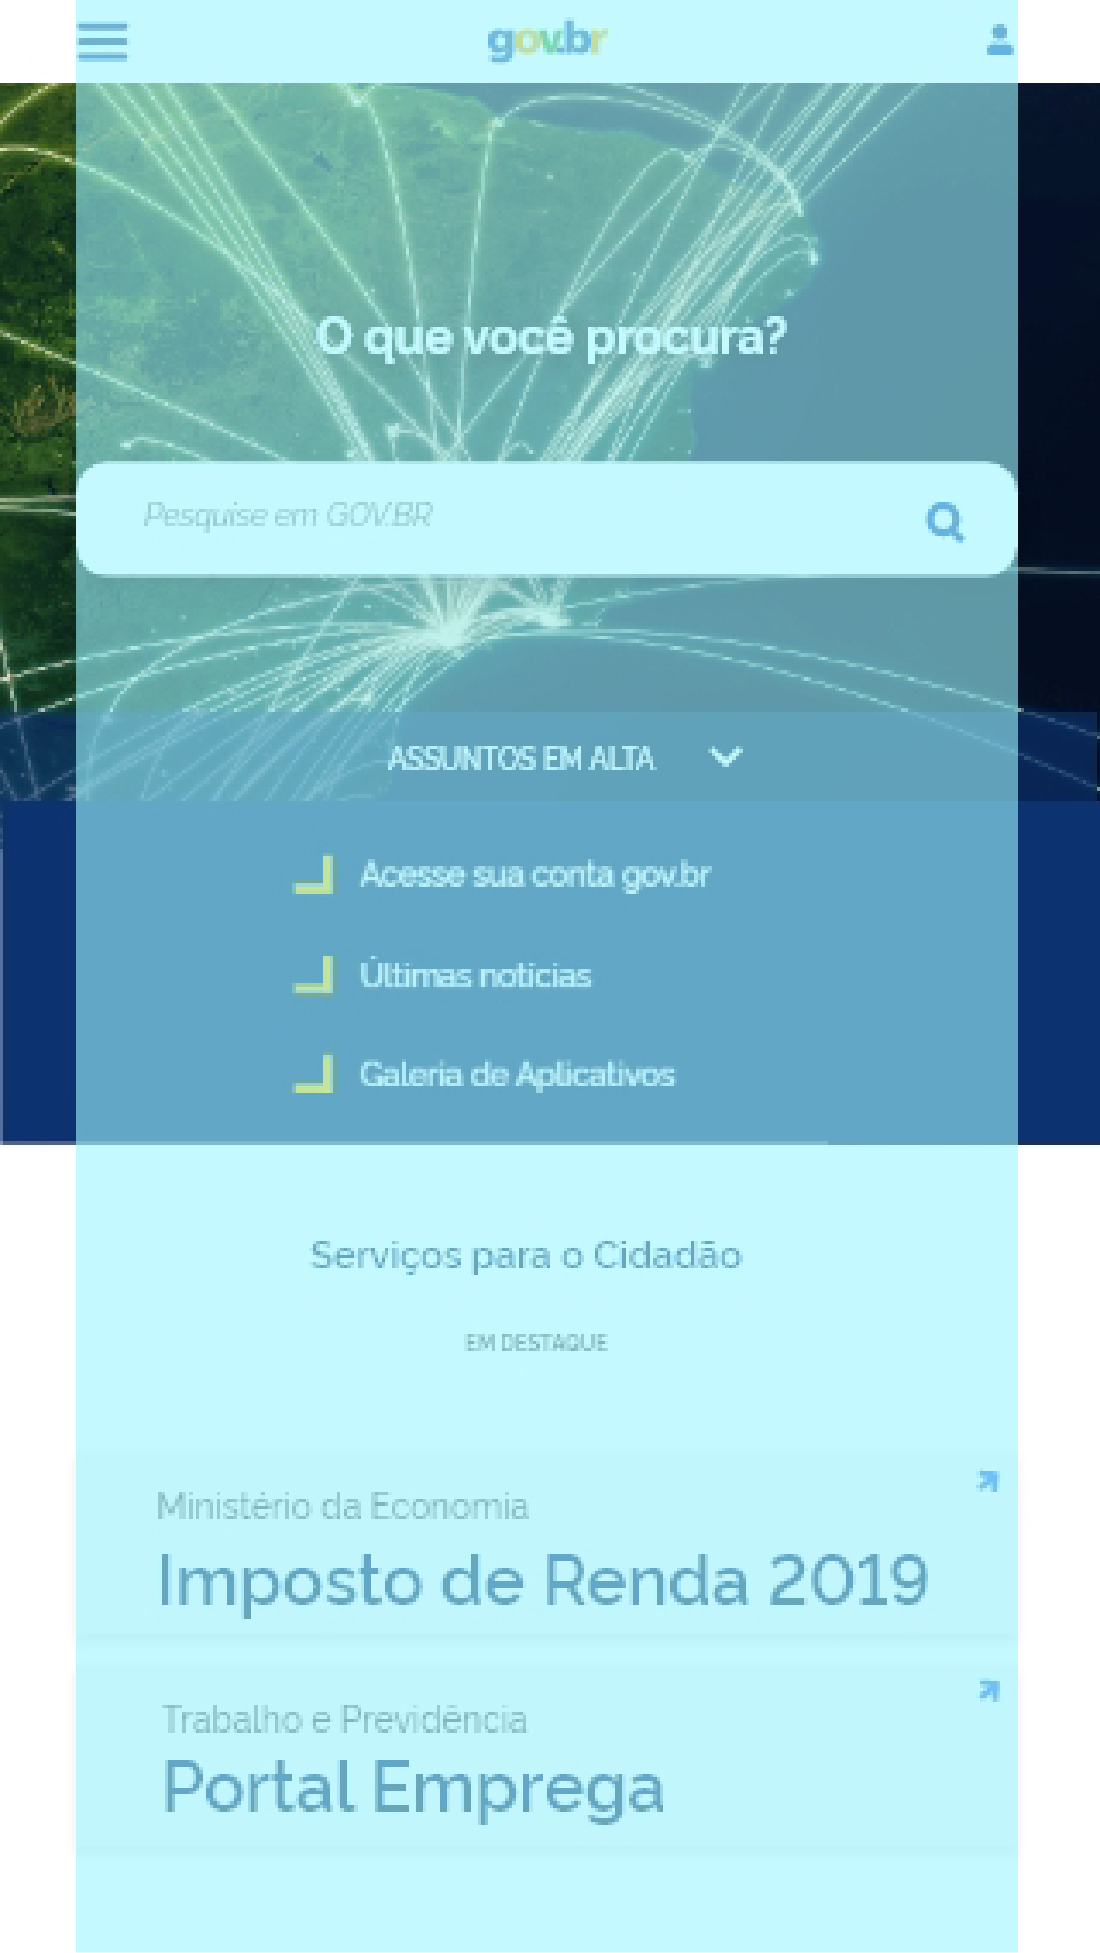 gov.br
O que você procura?
Pesquise em GOV.BR
ASSUNTOS EM ALTA
Acesse sua conta gov.br
Últimas notícias
Galeria de Aplicativos
Serviços para o Cidadão
EM DESTAQUE
Ministério da Economia
Imposto de Renda 2019
Trabalho e Previdência
Portal Emprega